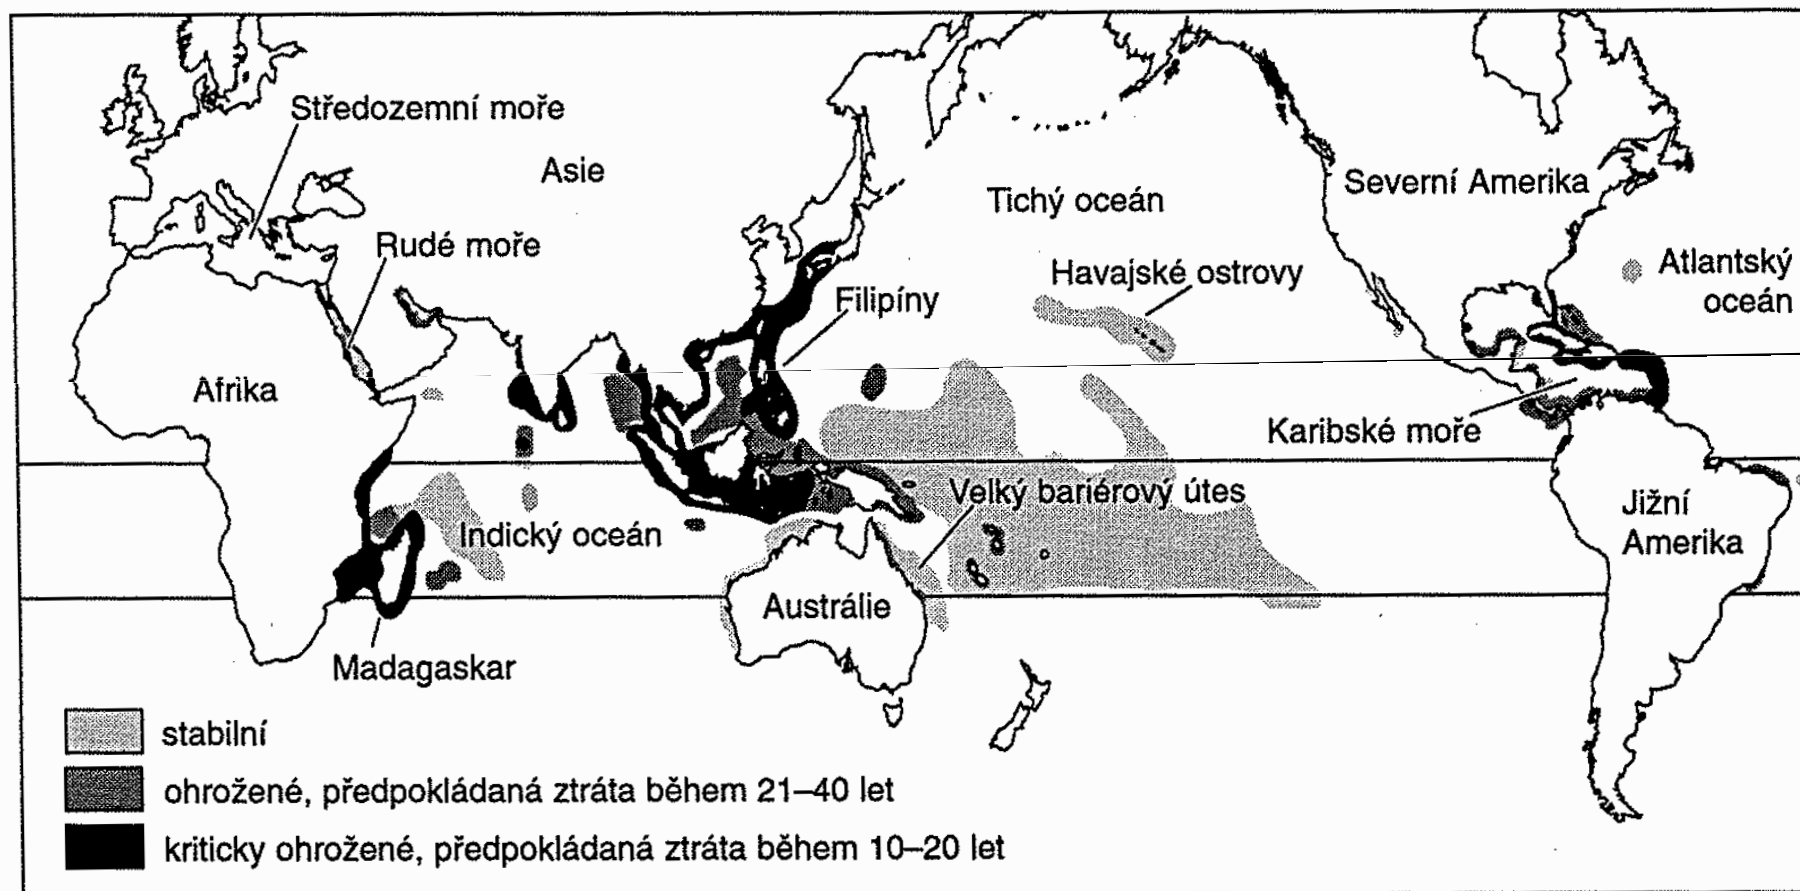 Středozemní moře
Asie
Severní Amerika
Tichý oceán
Rudé moře
Atlantský
oceán
Havajské ostrovy
Filipíny
Afrika
Karibské moře
Velký bariérový útes
Jižní
Amerika
Indický oceán
Austrálie
Madagaskar
stabilní
ohrožené, předpokládaná ztráta během 21–40 let
kriticky ohrožené, předpokládaná ztráta během 10–20 let